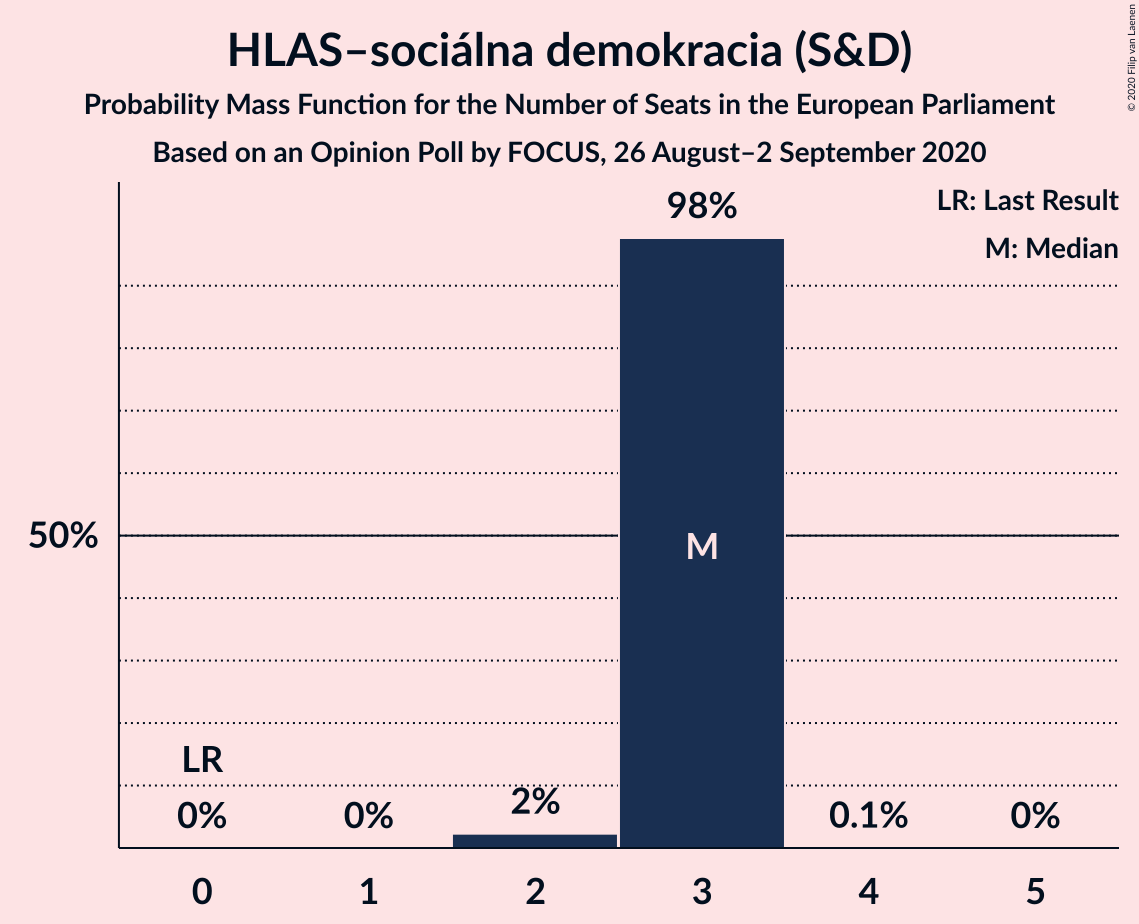 HLAS–sociálna demokracia (S&D)
Probability Mass Function for the Number of Seats in the European Parliament
Based on an Opinion Poll by FOCUS, 26 August–2 September 2020
© 2020 Filip van Laenen
LR: Last Result
M: Median
98%
50%
M
LR
0%
0%
2%
0.1%
0%
0
1
2
3
4
5